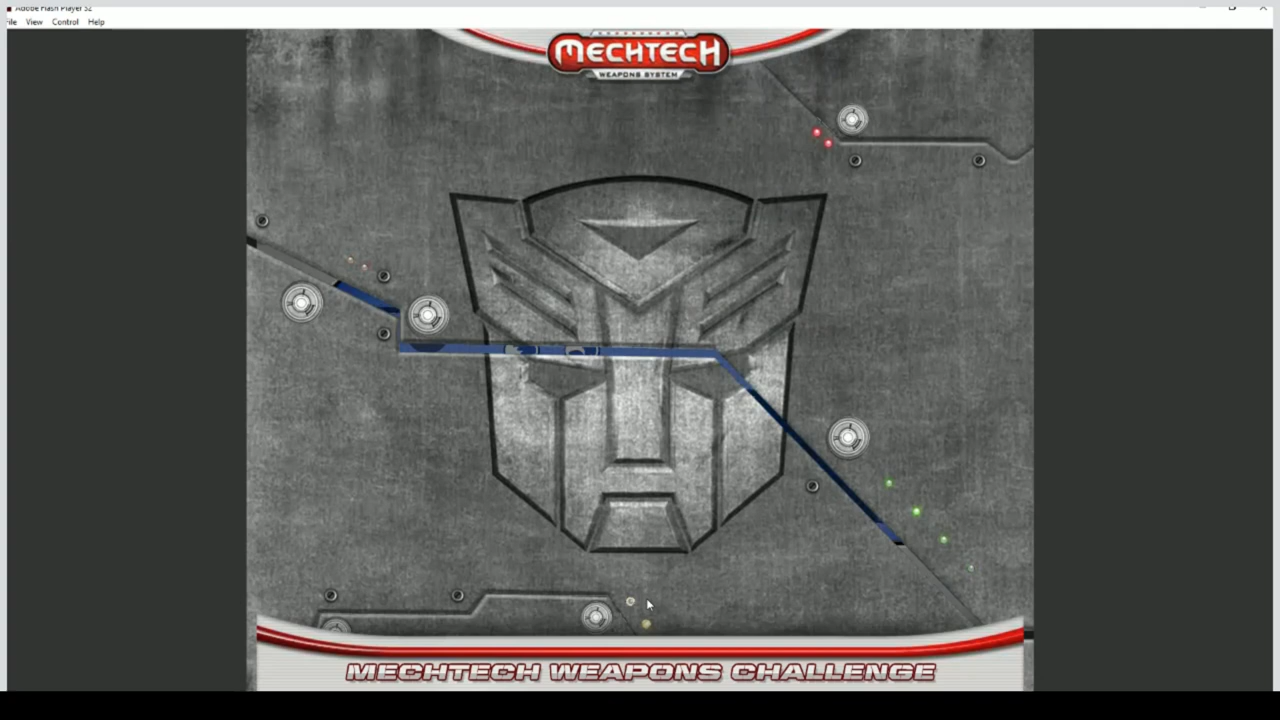 Adobe Flash Player 32
File View Control Help
MECHTECH
WEAPONS SYSTEM
MECHTECH WEAPONS CHALLENGE